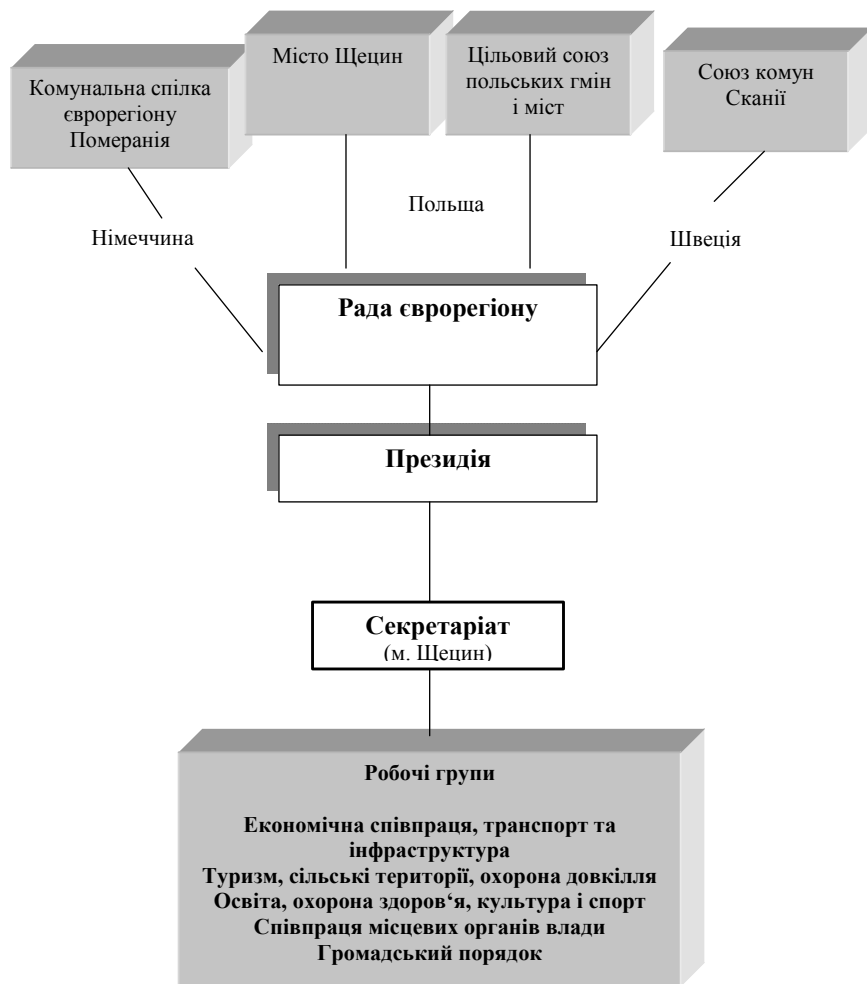 Комунальна спілка
єврорегіону
Померанія
Місто Щецин
Цільовий союз
польських гмін
і міст
Союз комун
Сканії
Німеччина
Польща
Швеція
Рада єврорегіону
Президія
Секретаріат
(м. Щецин)
Робочі групи
Економічна співпраця, транспорт та
інфраструктура
Туризм, сільські території, охорона довкілля
Освіта, охорона здоров‘я, культура і спорт
Співпраця місцевих органів влади
Громадський порядок